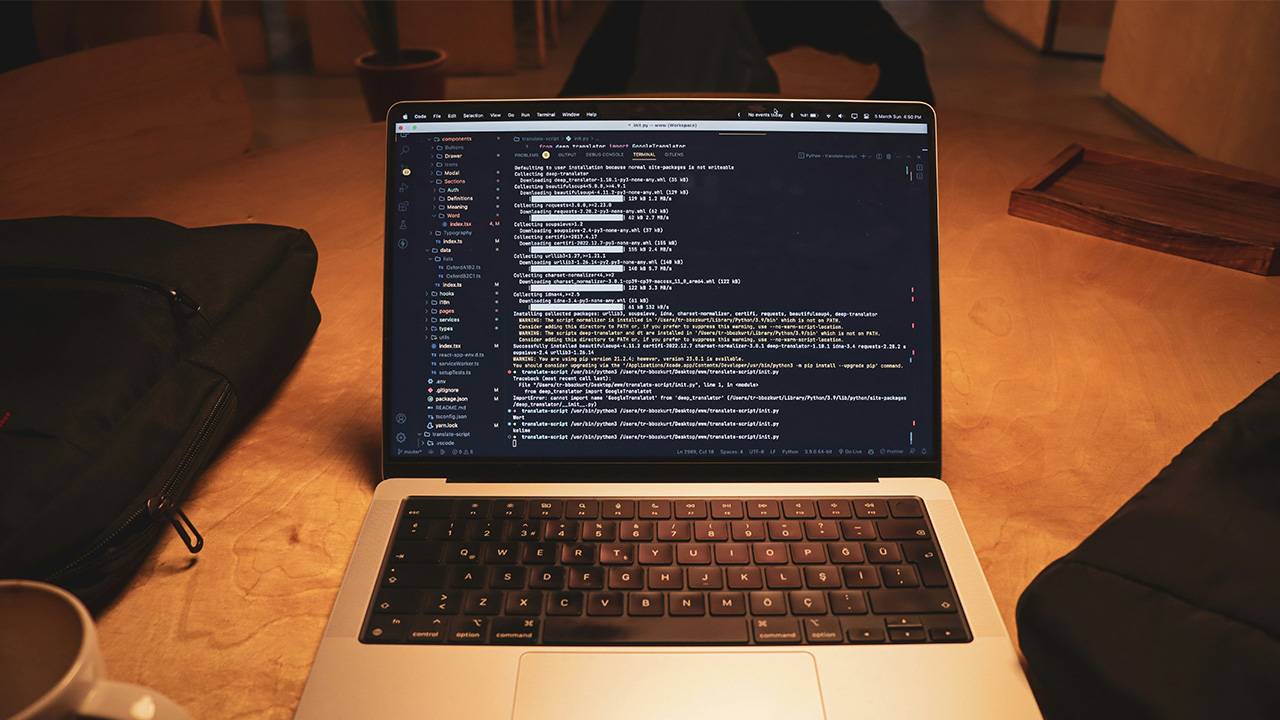 Code File Edit Selection View Go Run Terminal Window Help
No events today
5 March Sun 4:50 PM
init.py — www (Workspace)
components
Buttons
Drawer
Icons
Modal
Sections
Auth
Definitions
Meaning
Word
index.tsx 4, M
Typography
index.ts M
data
lists
OxfordA1B2.ts
OxfordB2C1.ts
index.ts M
hooks
i18n
pages
services
types
utils
index.tsx M
react-app-env.d.ts
serviceWorker.ts
setupTests.ts
.env
.gitignore M
package.json M
README.md
tsconfig.json
yarn.lock M
translate-script
.vscode
master*
translate-script > init.py > ...
1 from deep_translator import GoogleTranslator
PROBLEMS OUTPUT DEBUG CONSOLE TERMINAL GITLENS
Python - translate-script
Defaulting to user installation because normal site-packages is not writeable
Collecting deep-translator
Downloading deep_translator-1.10.1-py3-none-any.whl (35 kB)
Collecting beautifulsoup4<5.0.0,>=4.9.1
Downloading beautifulsoup4-4.11.2-py3-none-any.whl (129 kB)
129 kB 1.2 MB/s
Collecting requests<3.0.0,>=2.23.0
Downloading requests-2.28.2-py3-none-any.whl (62 kB)
62 kB 2.7 MB/s
Collecting soupsieve>1.2
Downloading soupsieve-2.4-py3-none-any.whl (37 kB)
Collecting certifi>=2017.4.17
Downloading certifi-2022.12.7-py3-none-any.whl (155 kB)
155 kB 2.4 MB/s
Collecting urllib3<1.27,>=1.21.1
Downloading urllib3-1.26.14-py2.py3-none-any.whl (140 kB)
140 kB 5.7 MB/s
Collecting charset-normalizer<4,>=2
Downloading charset_normalizer-3.0.1-cp39-cp39-macosx_11_0_arm64.whl (122 kB)
122 kB 3.3 MB/s
Collecting idna<4,>=2.5
Downloading idna-3.4-py3-none-any.whl (61 kB)
61 kB 132 kB/s
Installing collected packages: urllib3, soupsieve, idna, charset-normalizer, certifi, requests, beautifulsoup4, deep-translator
WARNING: The script normalizer is installed in '/Users/tr-bbozkurt/Library/Python/3.9/bin' which is not on PATH.
Consider adding this directory to PATH or, if you prefer to suppress this warning, use --no-warn-script-location.
WARNING: The scripts deep-translator and dt are installed in '/Users/tr-bbozkurt/Library/Python/3.9/bin' which is not on PATH.
Consider adding this directory to PATH or, if you prefer to suppress this warning, use --no-warn-script-location.
Successfully installed beautifulsoup4-4.11.2 certifi-2022.12.7 charset-normalizer-3.0.1 deep-translator-1.10.1 idna-3.4 requests-2.28.2 s
oupsieve-2.4 urllib3-1.26.14
WARNING: You are using pip version 21.2.4; however, version 23.0.1 is available.
You should consider upgrading via the '/Applications/Xcode.app/Contents/Developer/usr/bin/python3 -m pip install --upgrade pip' command.
translate-script /usr/bin/python3 /Users/tr-bbozkurt/Desktop/www/translate-script/init.py
Traceback (most recent call last):
File "/Users/tr-bbozkurt/Desktop/www/translate-script/init.py", line 1, in <module>
from deep_translator import GoogleTranslatet
ImportError: cannot import name 'GoogleTranslatet' from 'deep_translator' (/Users/tr-bbozkurt/Library/Python/3.9/lib/python/site-packages
/deep_translator/__init__.py)
translate-script /usr/bin/python3 /Users/tr-bbozkurt/Desktop/www/translate-script/init.py
Wort
translate-script /usr/bin/python3 /Users/tr-bbozkurt/Desktop/www/translate-script/init.py
kelime
translate-script /usr/bin/python3 /Users/tr-bbozkurt/Desktop/www/translate-script/init.py
Spaces: 4 UTF-8 LF Python 3.9.6 64-bit Go Live Prettier
esc
1 2 3 4 5 6 7 8 9 0
Q W E R T Y U I O P Ğ Ü
A S D F G H J K L Ş İ
Z X C V B N M Ö Ç
fn control option command command option